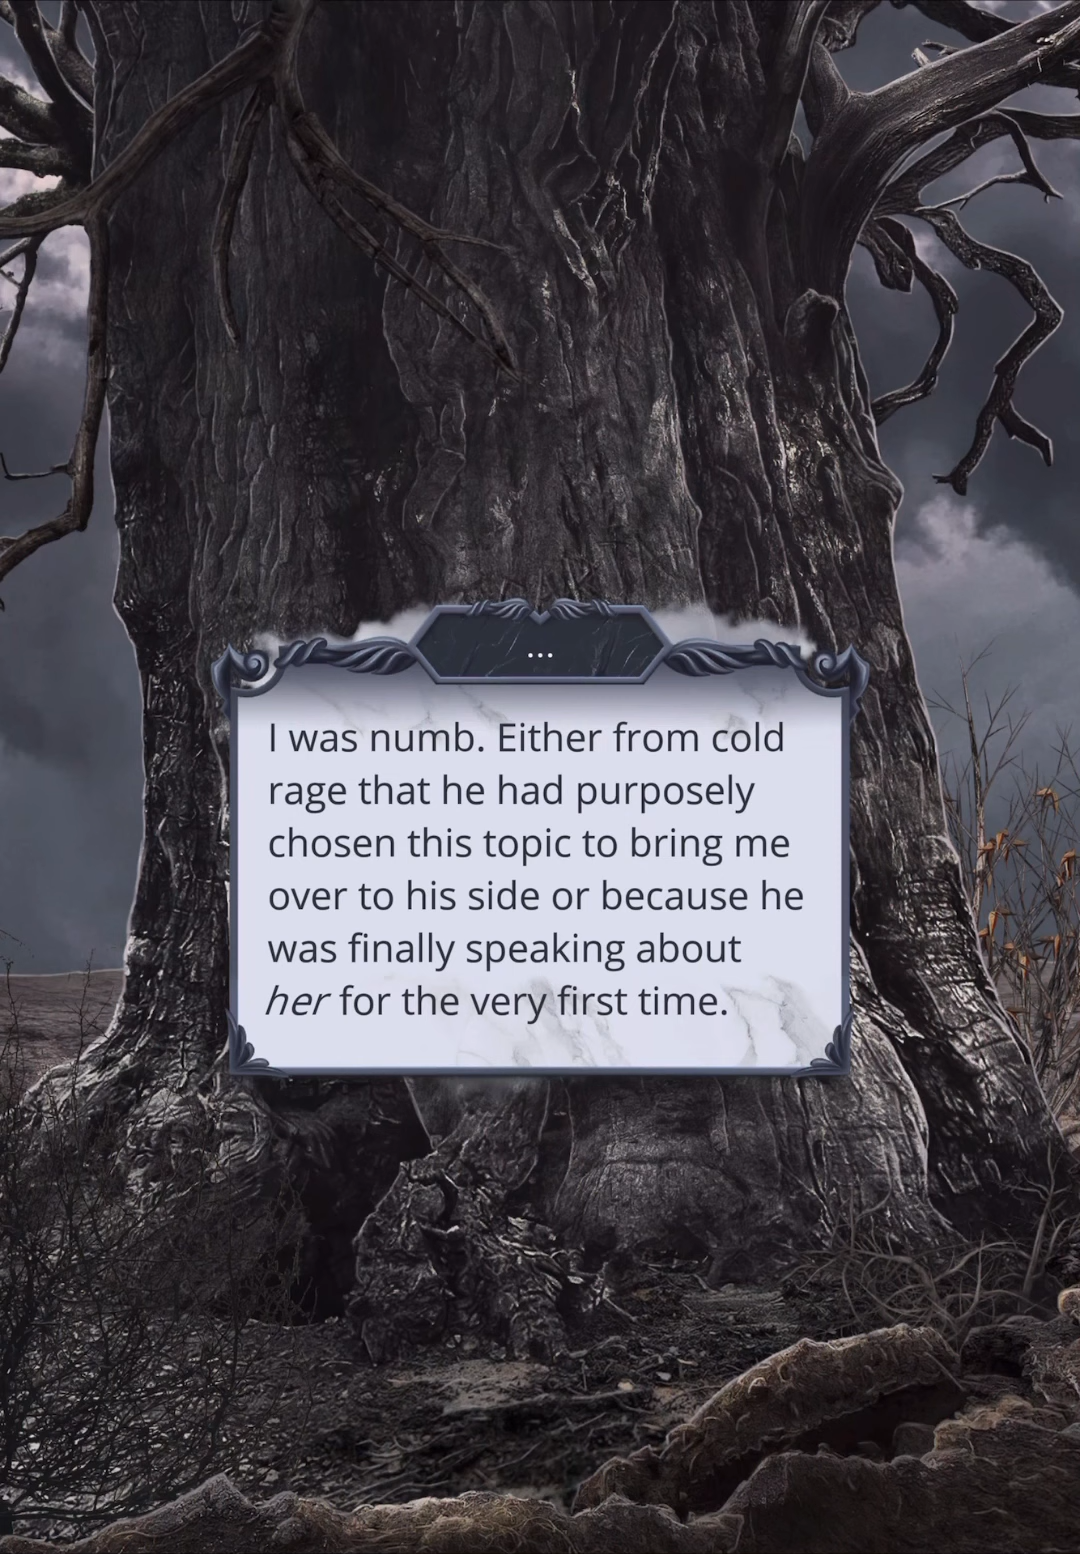 ...
I was numb. Either from cold
rage that he had purposely
chosen this topic to bring me
over to his side or because he
was finally speaking about
her for the very first time.